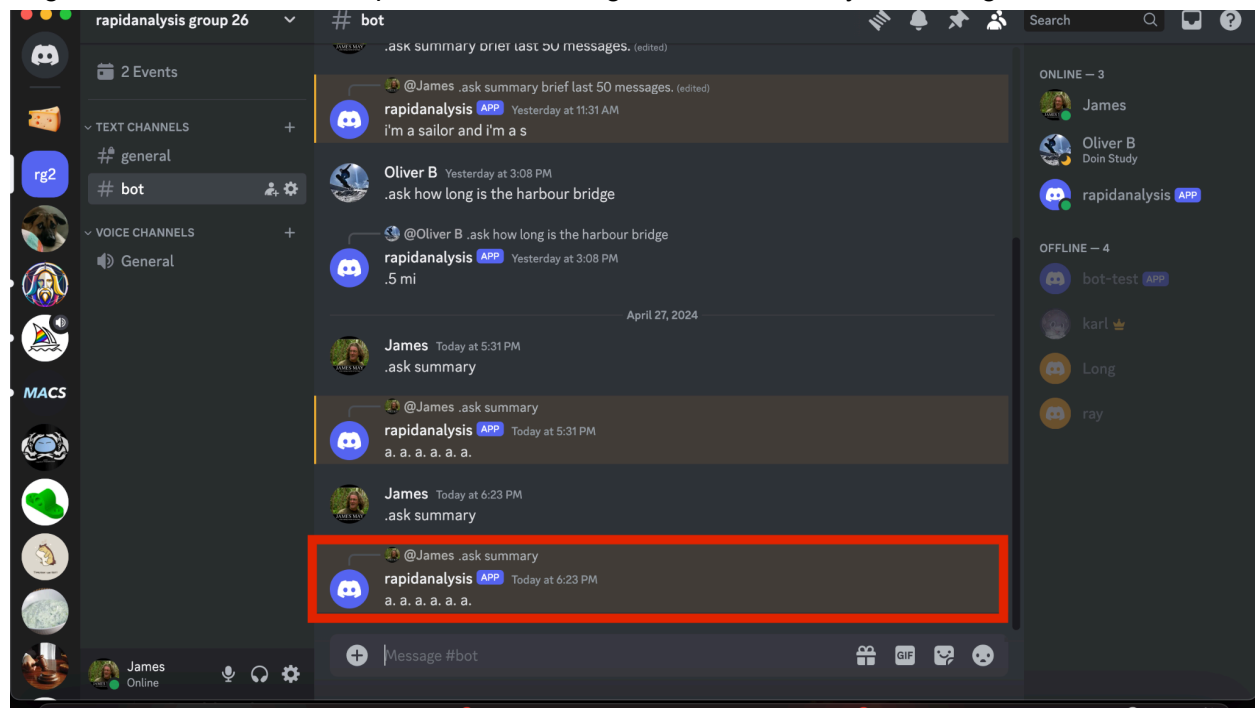 rapidanalysis group 26
# bot
Search
2 Events
TEXT CHANNELS
general
bot
VOICE CHANNELS
General
rg2
MACS
James
Online
.ask summary brief last 50 messages. (edited)
@James .ask summary brief last 50 messages. (edited)
rapidanalysis APP Yesterday at 11:31 AM
i'm a sailor and i'm a s
Oliver B Yesterday at 3:08 PM
.ask how long is the harbour bridge
@Oliver B .ask how long is the harbour bridge
rapidanalysis APP Yesterday at 3:08 PM
.5 mi
April 27, 2024
James Today at 5:31 PM
.ask summary
@James .ask summary
rapidanalysis APP Today at 5:31 PM
a. a. a. a. a. a.
James Today at 6:23 PM
.ask summary
@James .ask summary
rapidanalysis APP Today at 6:23 PM
a. a. a. a. a. a.
Message #bot
GIF
ONLINE — 3
James
Oliver B
Doin Study
rapidanalysis APP
OFFLINE — 4
bot-test APP
karl
Long
ray